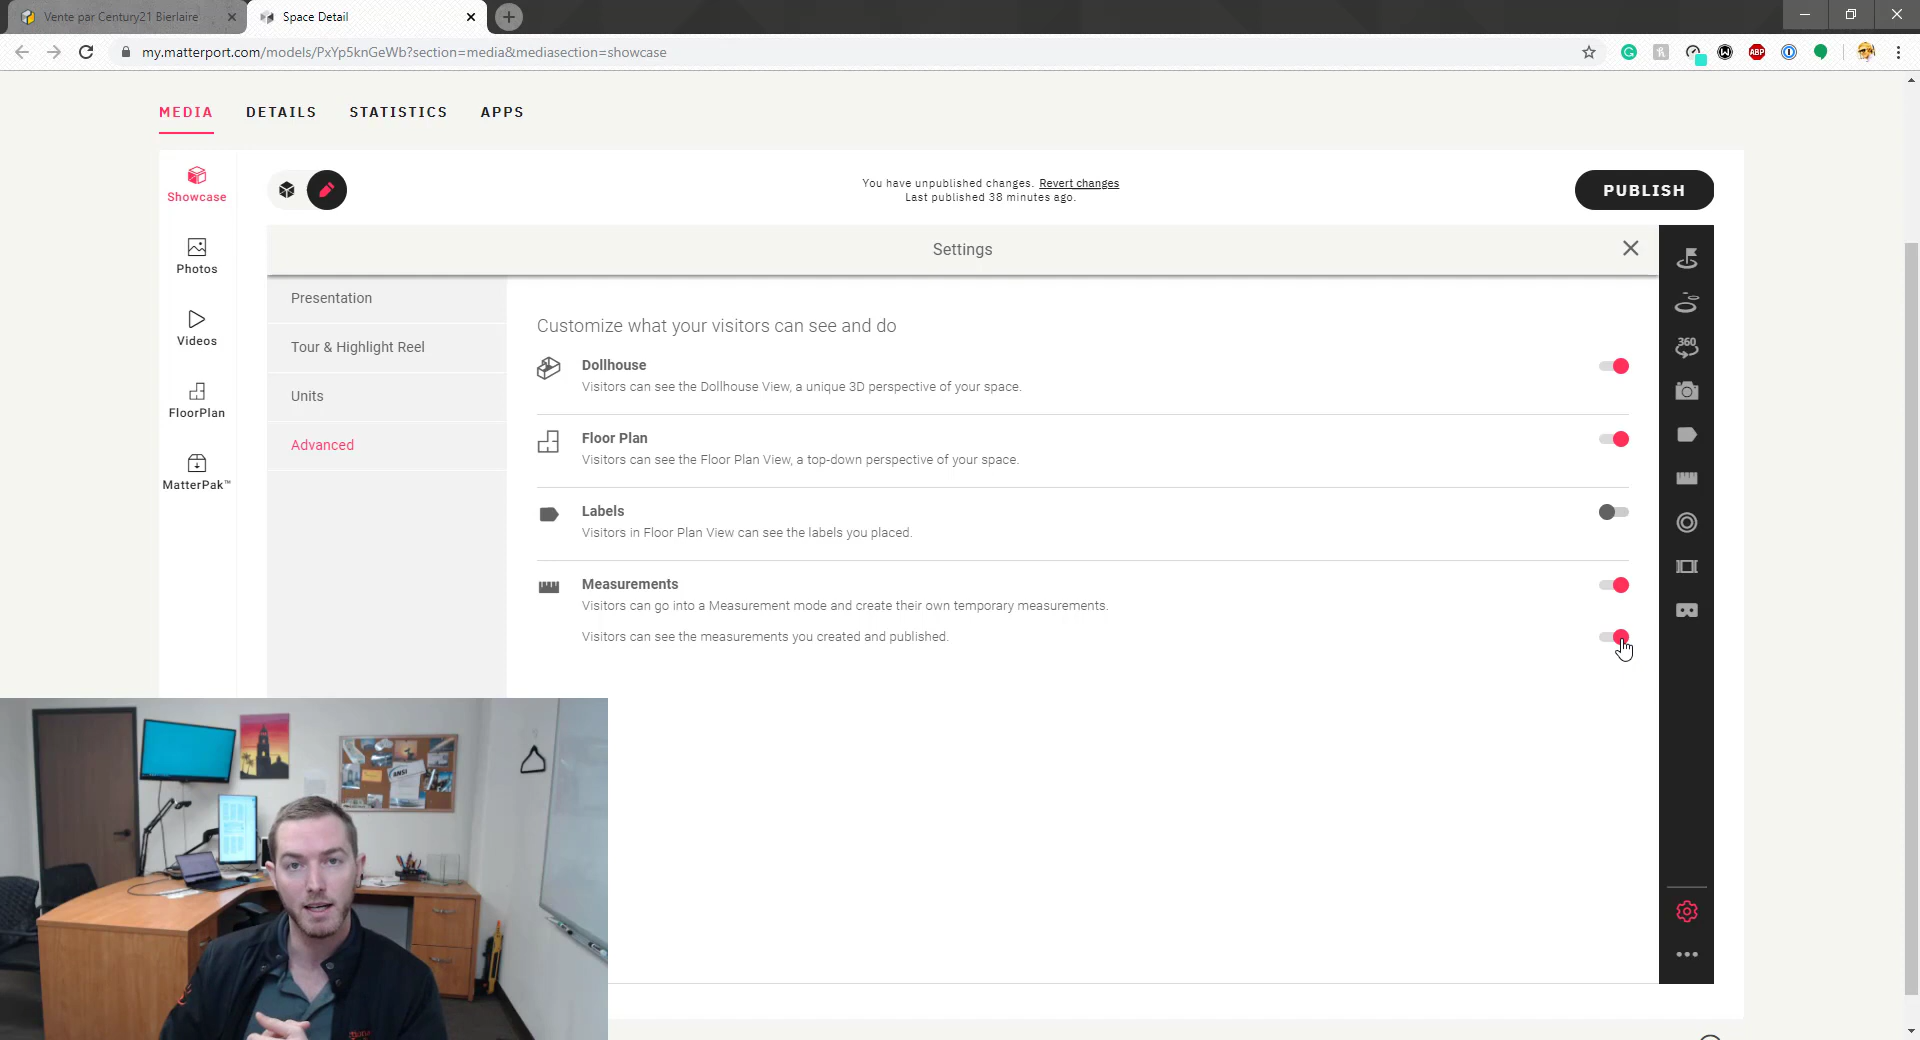 Vente par Century21 Bierlaire
Space Detail
my.matterport.com/models/PxYp5knGeWb?section=media&mediasection=showcase
ABP
MEDIA DETAILS STATISTICS APPS
Showcase
Photos
Videos
FloorPlan
MatterPak™
You have unpublished changes. Revert changes
Last published 38 minutes ago.
PUBLISH
Settings
360
Presentation
Tour & Highlight Reel
Units
Advanced
Customize what your visitors can see and do
Dollhouse
Visitors can see the Dollhouse View, a unique 3D perspective of your space.
Floor Plan
Visitors can see the Floor Plan View, a top-down perspective of your space.
Labels
Visitors in Floor Plan View can see the labels you placed.
Measurements
Visitors can go into a Measurement mode and create their own temporary measurements.
Visitors can see the measurements you created and published.
ANSI